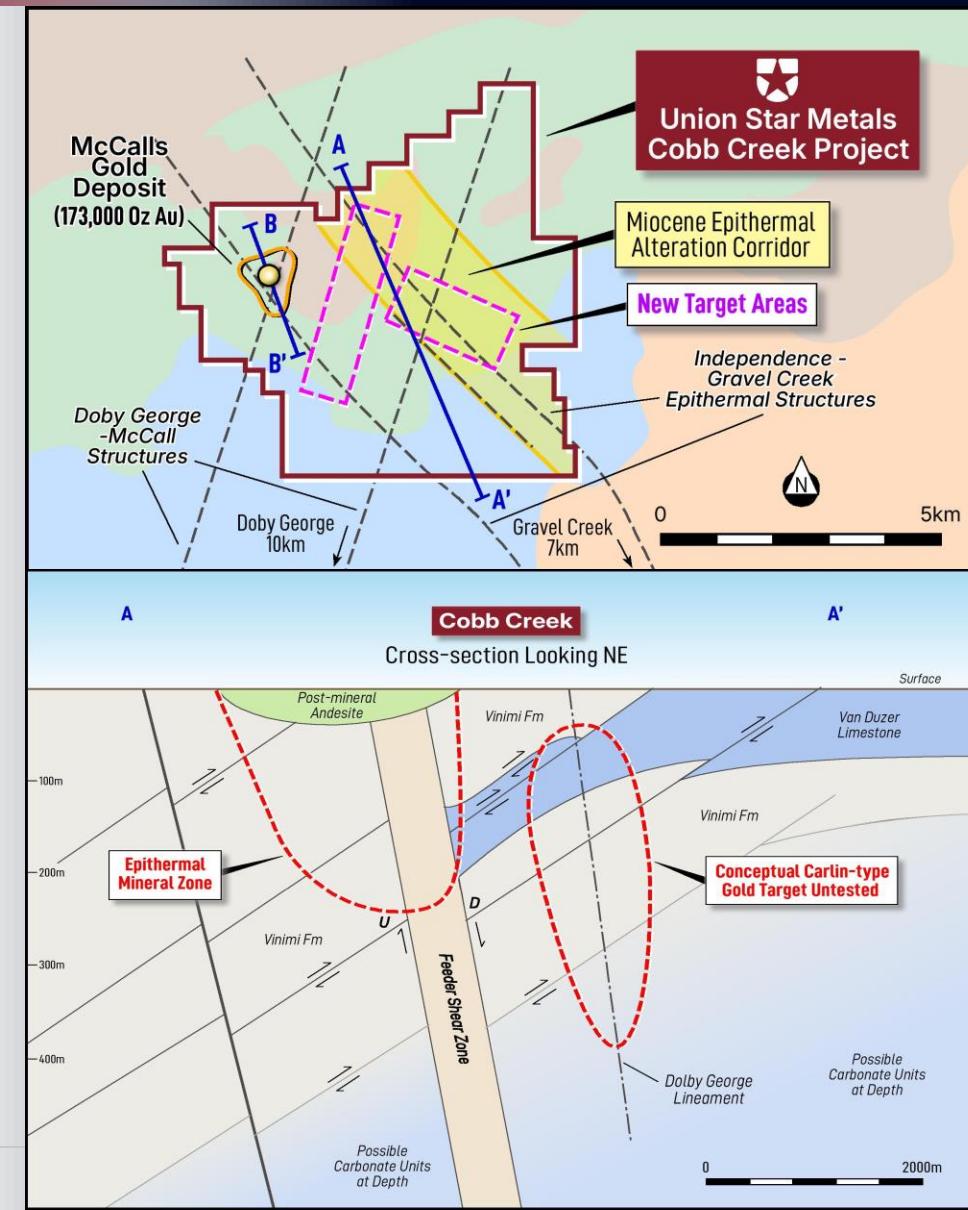 Union Star Metals
Cobb Creek Project
McCalls
Gold
Deposit
(173,000 Oz Au)
A
B
B'
A'
Miocene Epithermal
Alteration Corridor
New Target Areas
Independence -
Gravel Creek
Epithermal Structures
Doby George
-McCall
Structures
Doby George
10km
Gravel Creek
7km
N
0
5km
A
Cobb Creek
A'
Cross-section Looking NE
Surface
Post-mineral
Andesite
Vinimi Fm
Van Duzer
Limestone
100m
Vinimi Fm
200m
Epithermal
Mineral Zone
Conceptual Carlin-type
Gold Target Untested
U
D
Vinimi Fm
300m
Feeder Shear Zone
400m
Dolby George
Lineament
Possible
Carbonate Units
at Depth
Possible
Carbonate Units
at Depth
0
2000m